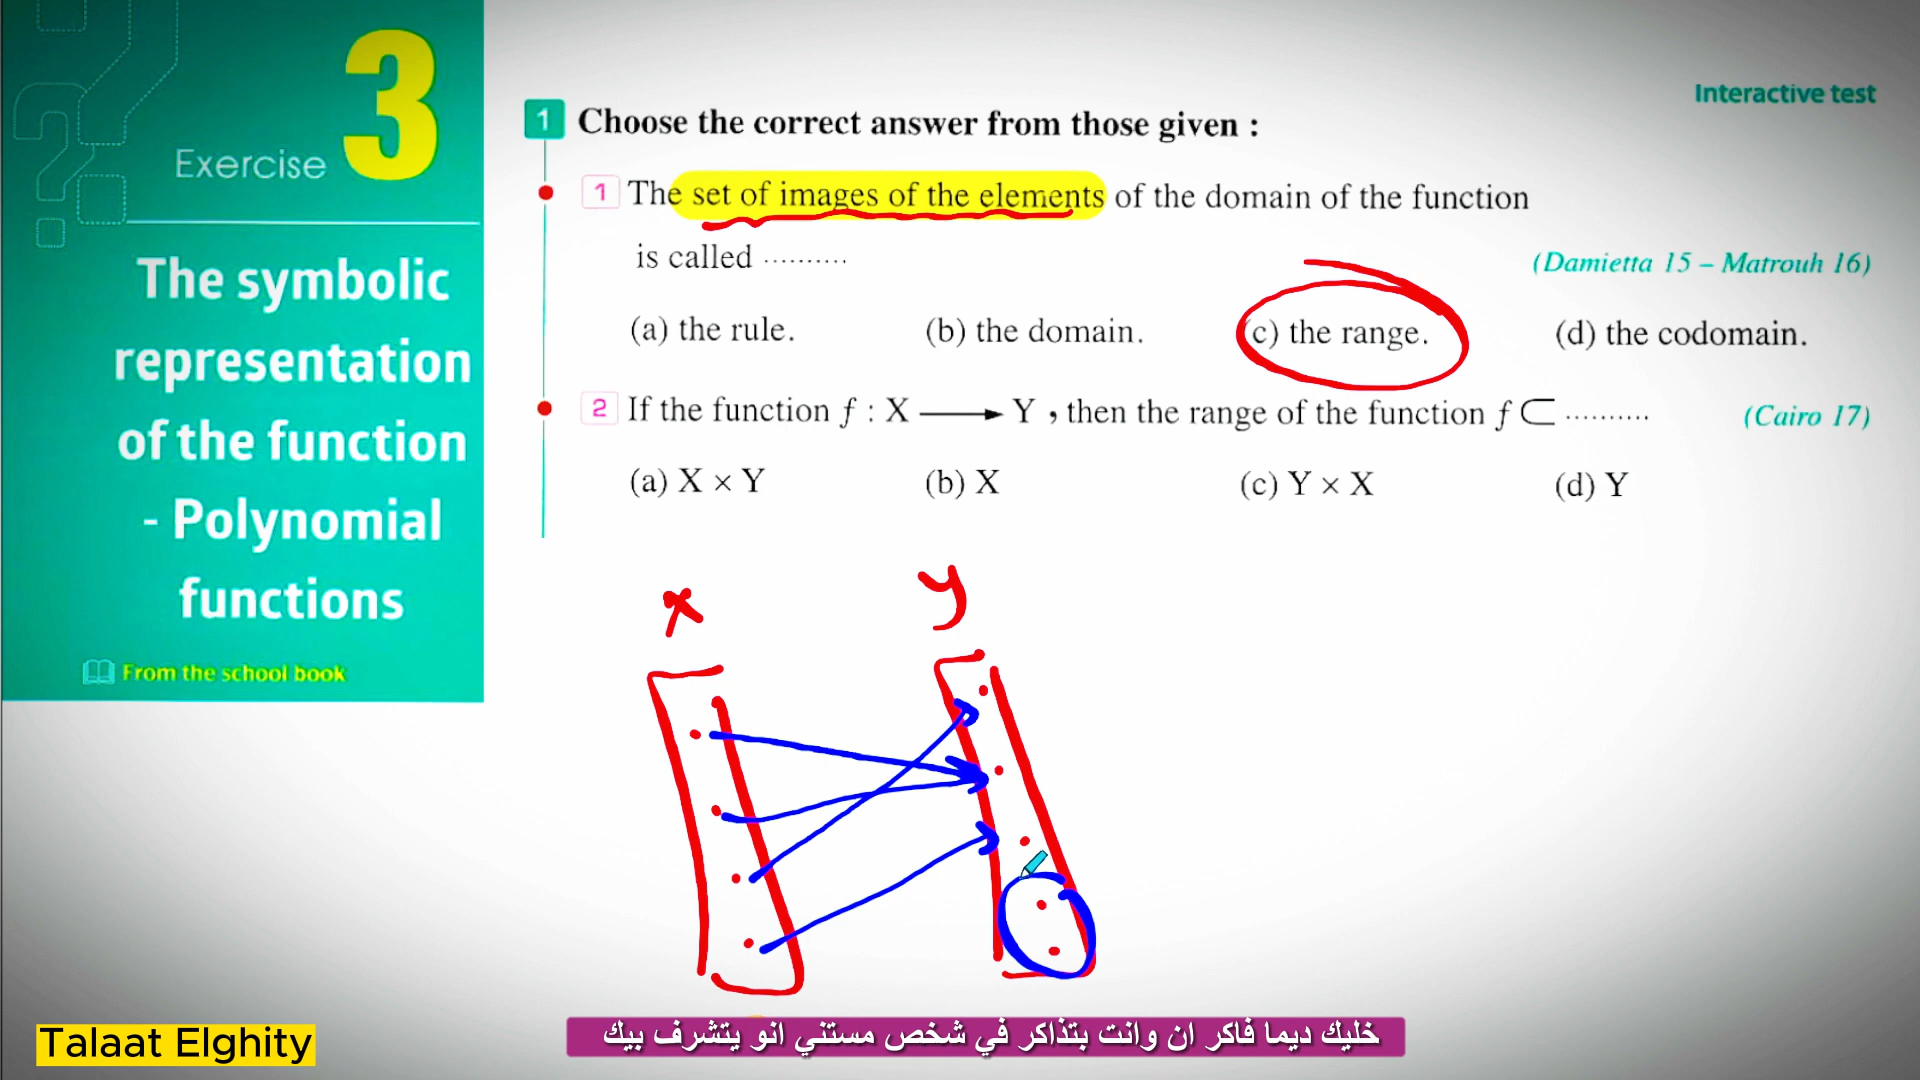 3
Exercise
The symbolic
representation
of the function
- Polynomial
functions
From the school book
Interactive test
1 Choose the correct answer from those given :
1 The set of images of the elements of the domain of the function
is called ..........
(Damietta 15 – Matrouh 16)
(a) the rule. (b) the domain. (c) the range. (d) the codomain.
2 If the function f : X ⟶ Y , then the range of the function f ⊂ .......... (Cairo 17)
(a) X × Y (b) X (c) Y × X (d) Y
x y
Talaat Elghity
خليك ديما فاكر ان وانت بتذاكر في شخص مستني انو يتشرف بيك